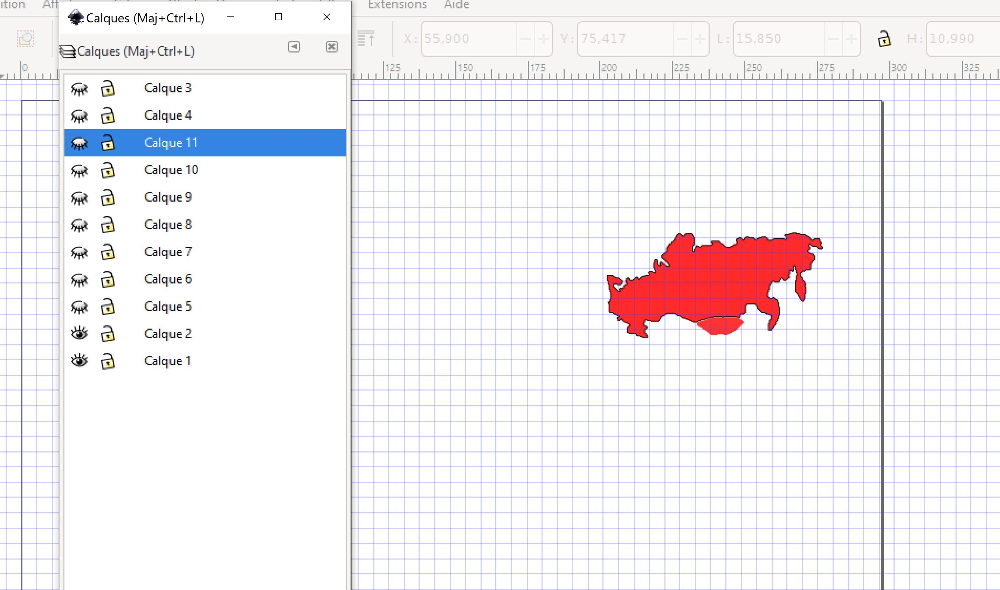 Extensions Aide
Calques (Maj+Ctrl+L)
Calques (Maj+Ctrl+L)
X: 55,900 Y: 75,417 L: 15,850 H: 10,990
0 125 150 175 200 225 250 275 300 325
Calque 3
Calque 4
Calque 11
Calque 10
Calque 9
Calque 8
Calque 7
Calque 6
Calque 5
Calque 2
Calque 1